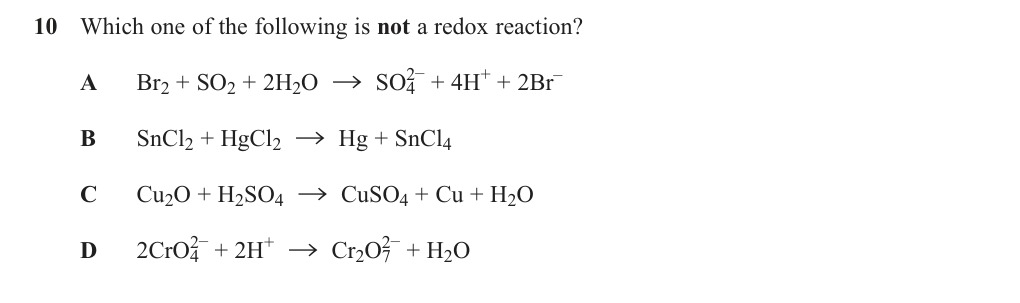 10 Which one of the following is not a redox reaction?
A Br₂ + SO₂ + 2H₂O → SO₄²⁻ + 4H⁺ + 2Br⁻
B SnCl₂ + HgCl₂ → Hg + SnCl₄
C Cu₂O + H₂SO₄ → CuSO₄ + Cu + H₂O
D 2CrO₄²⁻ + 2H⁺ → Cr₂O₇²⁻ + H₂O